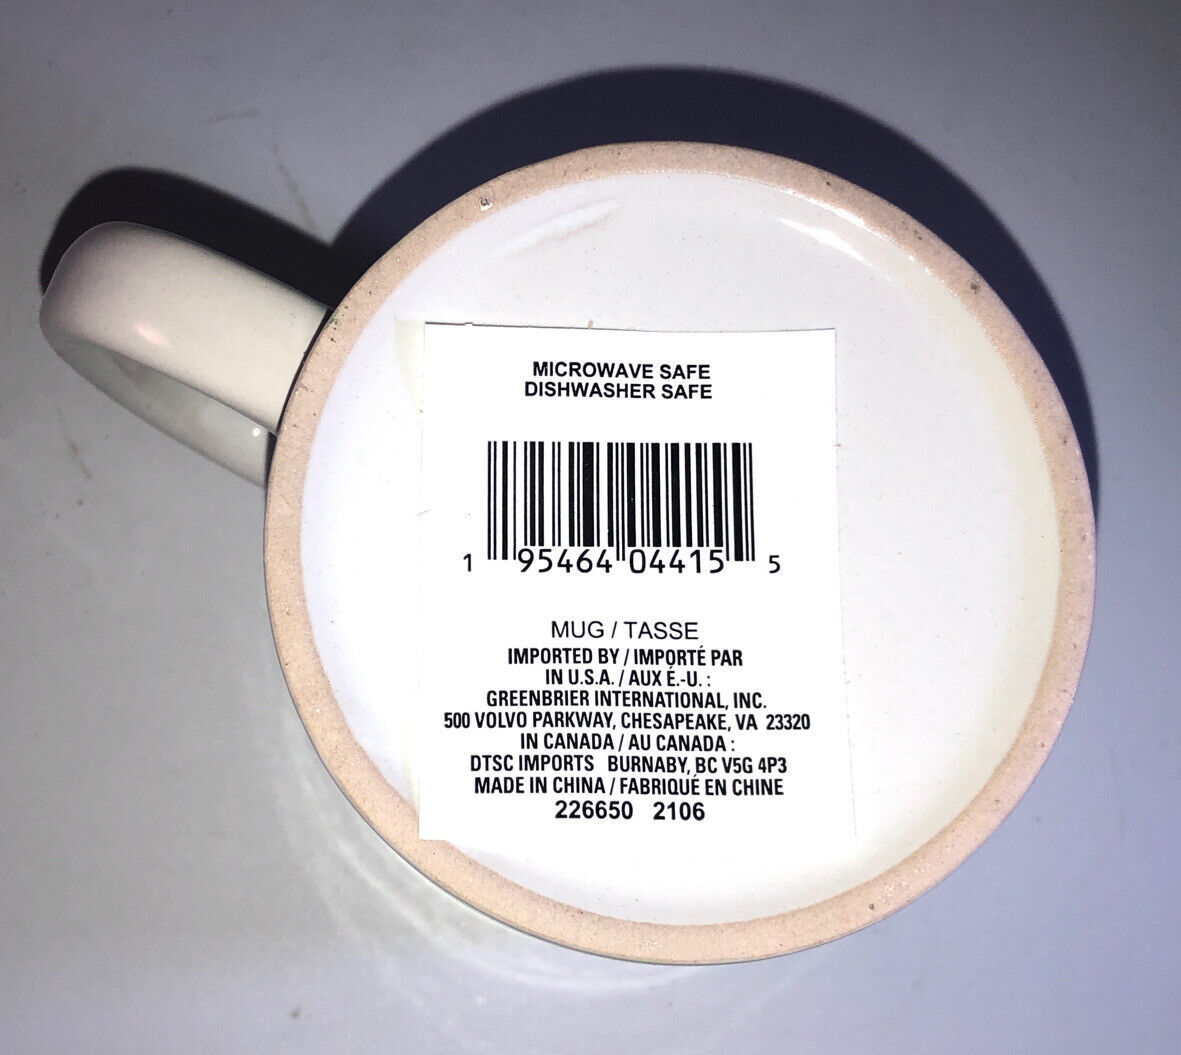 MICROWAVE SAFE
DISHWASHER SAFE
1 95464 04415 5
MUG / TASSE
IMPORTED BY / IMPORTÉ PAR
IN U.S.A. / AUX É.-U. :
GREENBRIER INTERNATIONAL, INC.
500 VOLVO PARKWAY, CHESAPEAKE, VA 23320
IN CANADA / AU CANADA :
DTSC IMPORTS BURNABY, BC V5G 4P3
MADE IN CHINA / FABRIQUÉ EN CHINE
226650 2106